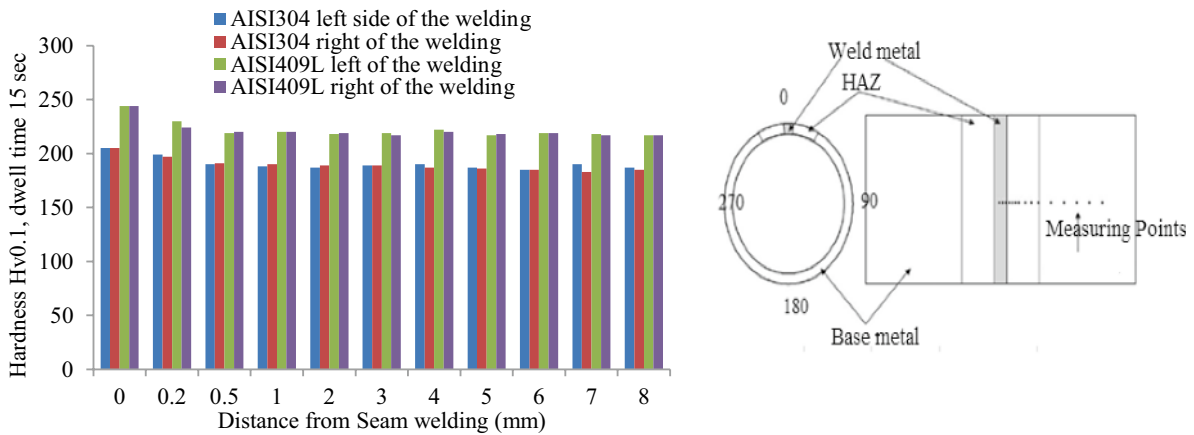 AISI304 left side of the welding
AISI304 right of the welding
AISI409L left of the welding
AISI409L right of the welding
Hardness Hv0.1, dwell time 15 sec
300
250
200
150
100
50
0
0 0.2 0.5 1 2 3 4 5 6 7 8
Distance from Seam welding (mm)
Weld metal
HAZ
0
270
90
Measuring Points
180
Base metal